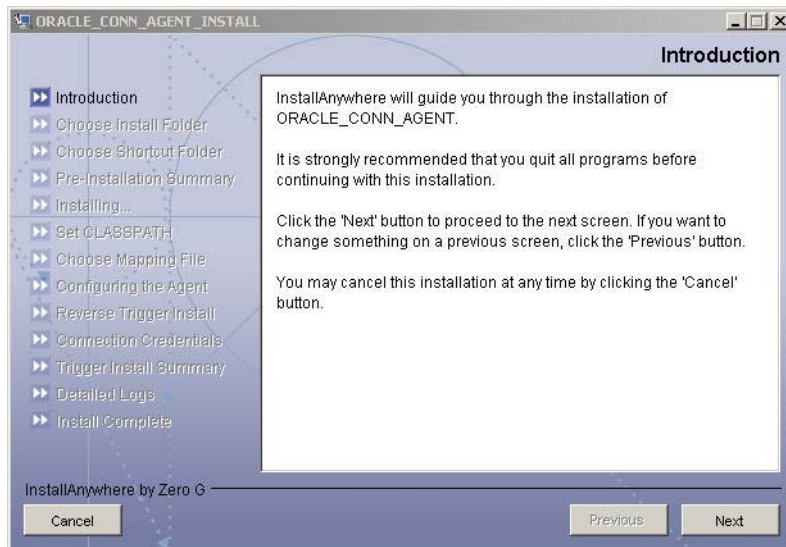 ORACLE_CONN_AGENT_INSTALL
Introduction
Introduction
Choose Install Folder
Choose Shortcut Folder
Pre-Installation Summary
Installing...
Set CLASSPATH
Choose Mapping File
Configuring the Agent
Reverse Trigger Install
Connection Credentials
Trigger Install Summary
Detailed Logs
Install Complete
InstallAnywhere will guide you through the installation of
ORACLE_CONN_AGENT.
It is strongly recommended that you quit all programs before
continuing with this installation.
Click the 'Next' button to proceed to the next screen. If you want to
change something on a previous screen, click the 'Previous' button.
You may cancel this installation at any time by clicking the 'Cancel'
button.
InstallAnywhere by Zero G
Cancel
Previous
Next